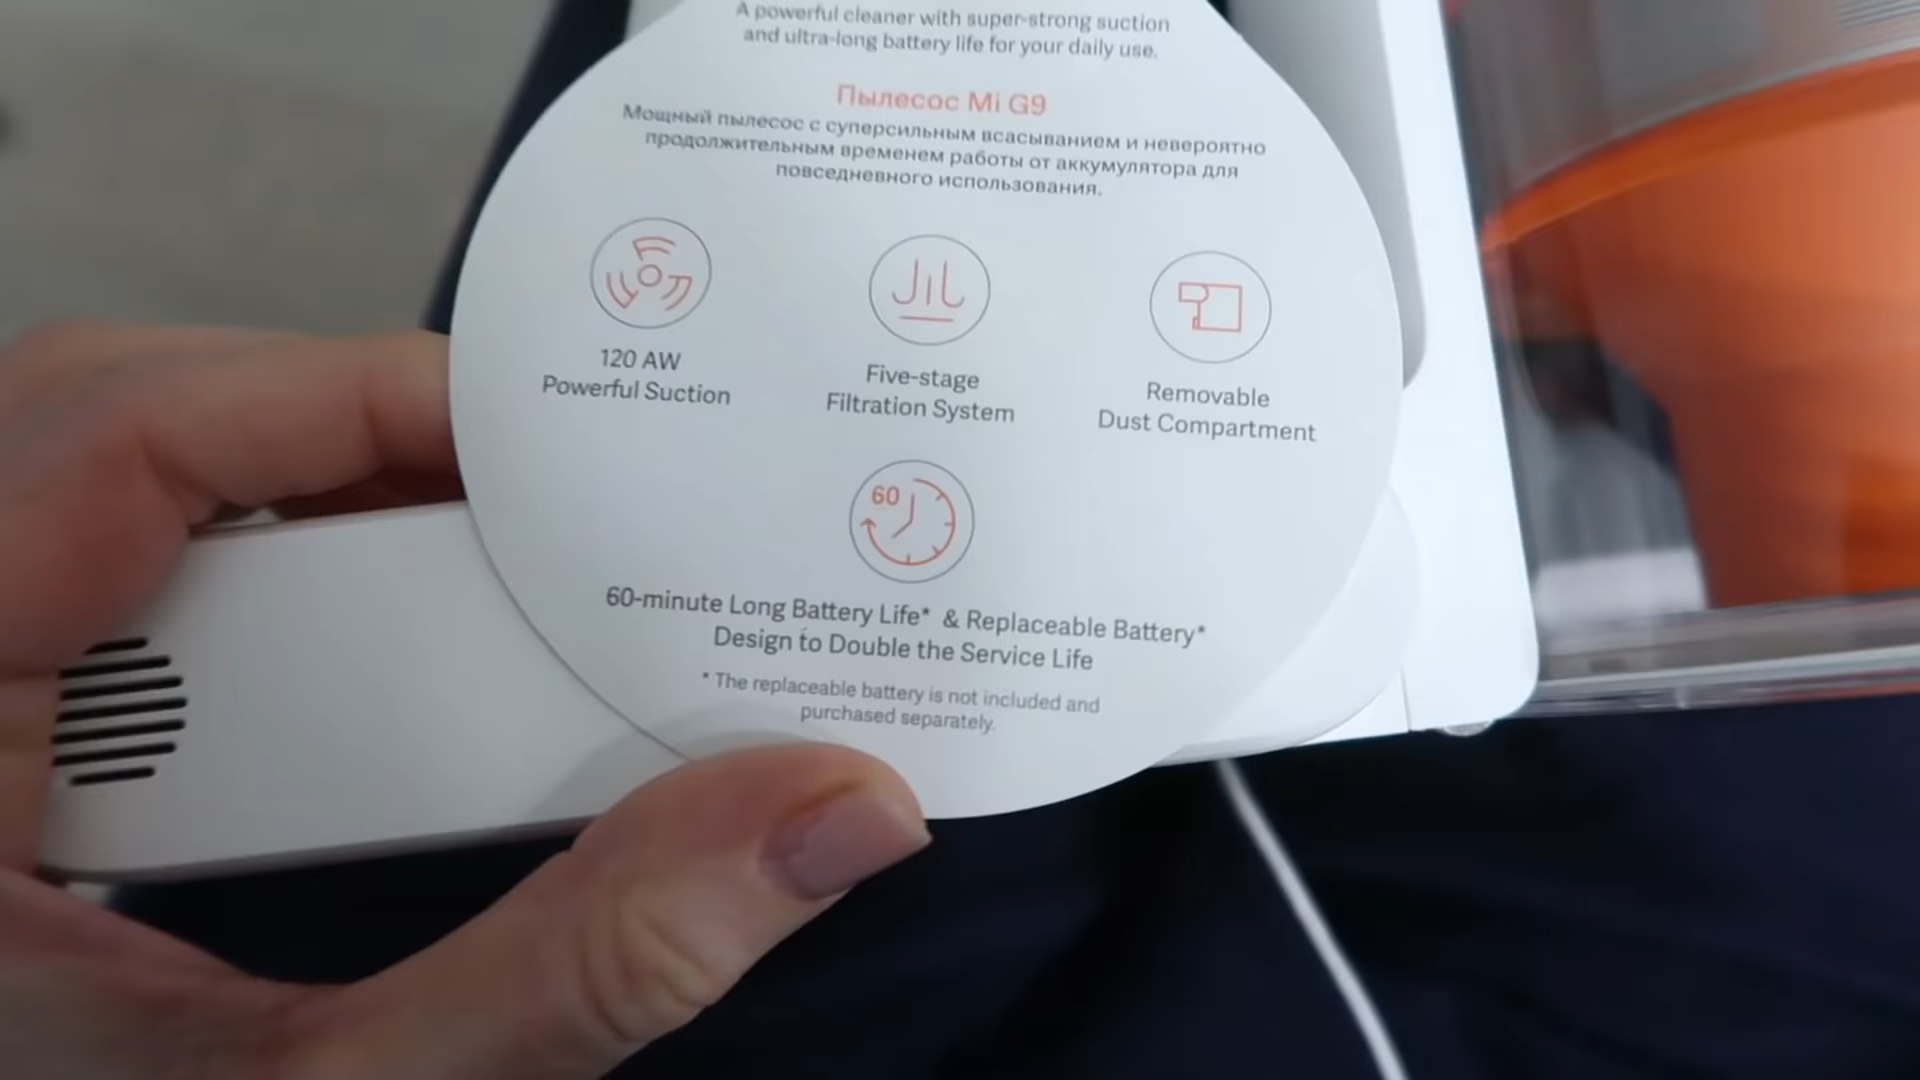 A powerful cleaner with super-strong suction
and ultra-long battery life for your daily use.
Пылесос Mi G9
Мощный пылесос с суперсильным всасыванием и невероятно
продолжительным временем работы от аккумулятора для
повседневного использования.
120 AW
Powerful Suction
Five-stage
Filtration System
Removable
Dust Compartment
60
60-minute Long Battery Life* & Replaceable Battery*
Design to Double the Service Life
* The replaceable battery is not included and
purchased separately.